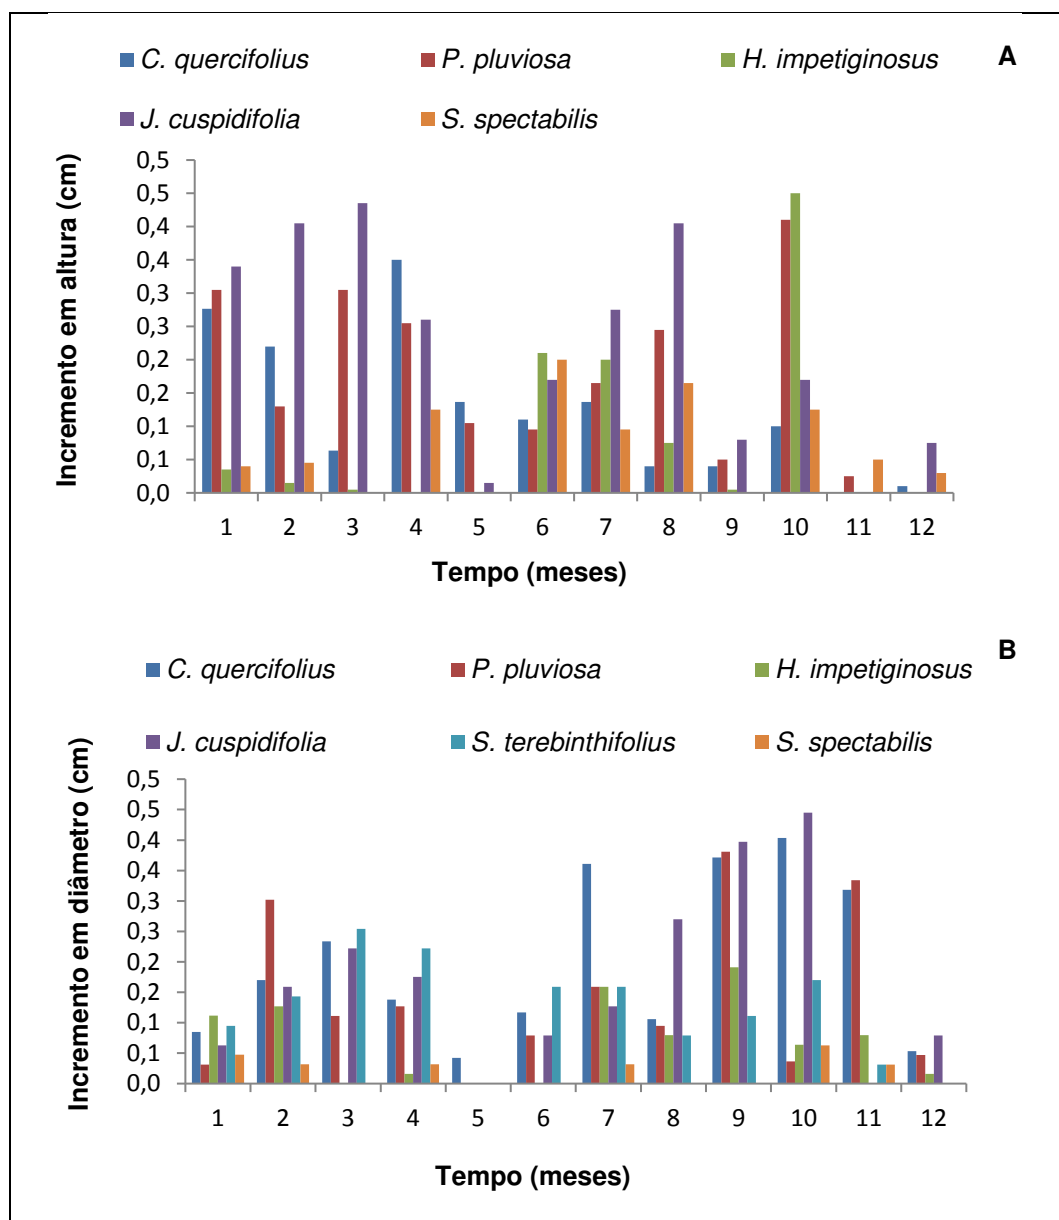 C. quercifolius P. pluviosa H. impetiginosus A
J. cuspidifolia S. spectabilis
Incremento em altura (cm)
0,5
0,5
0,4
0,4
0,3
0,3
0,2
0,2
0,1
0,1
0,0
1 2 3 4 5 6 7 8 9 10 11 12
Tempo (meses)
B
C. quercifolius P. pluviosa H. impetiginosus
J. cuspidifolia S. terebinthifolius S. spectabilis
Incremento em diâmetro (cm)
0,5
0,5
0,4
0,4
0,3
0,3
0,2
0,2
0,1
0,1
0,0
1 2 3 4 5 6 7 8 9 10 11 12
Tempo (meses)